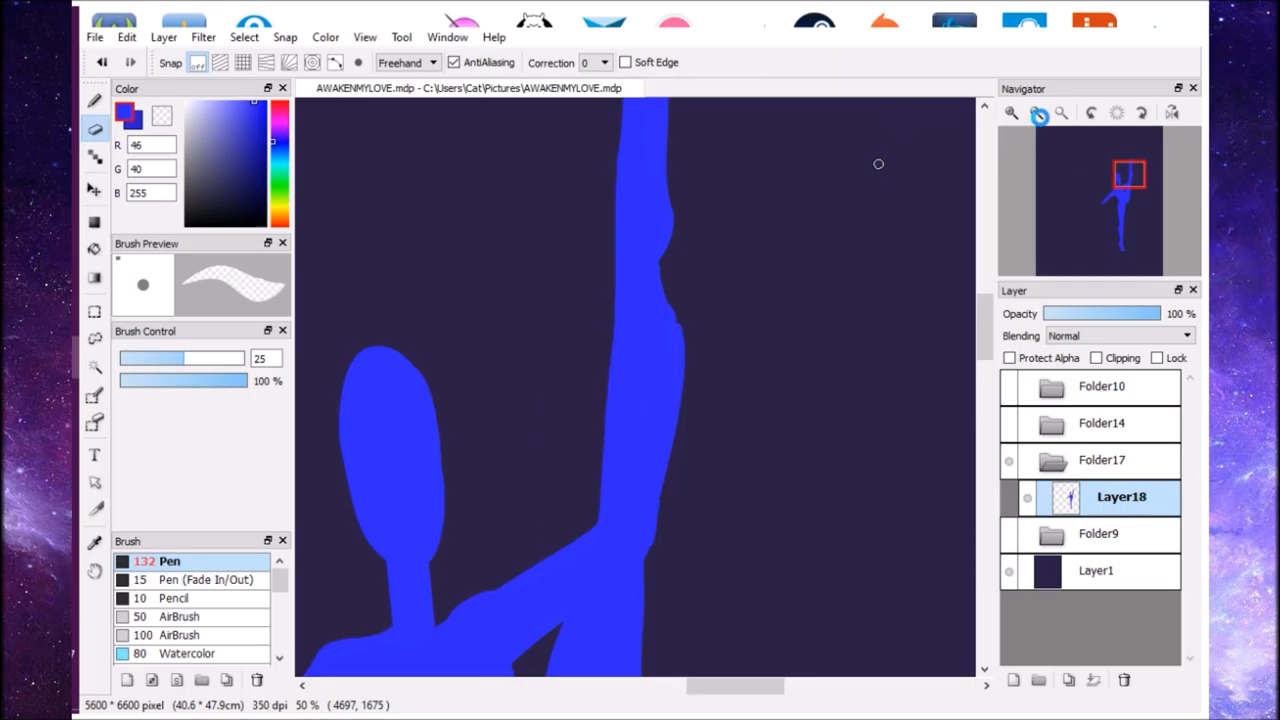 File Edit Layer Filter Select Snap Color View Tool Window Help
Snap off Freehand AntiAliasing Correction 0 Soft Edge
Color
R 46
G 40
B 255
Brush Preview
Brush Control
25
100 %
Brush
132 Pen
15 Pen (Fade In/Out)
10 Pencil
50 AirBrush
100 AirBrush
80 Watercolor
AWAKENMYLOVE.mdp - C:\Users\Cat\Pictures\AWAKENMYLOVE.mdp
Navigator
Layer
Opacity 100 %
Blending Normal
Protect Alpha Clipping Lock
Folder10
Folder14
Folder17
Layer18
Folder9
Layer1
5600 * 6600 pixel (40.6 * 47.9cm) 350 dpi 50 % ( 4697, 1675 )